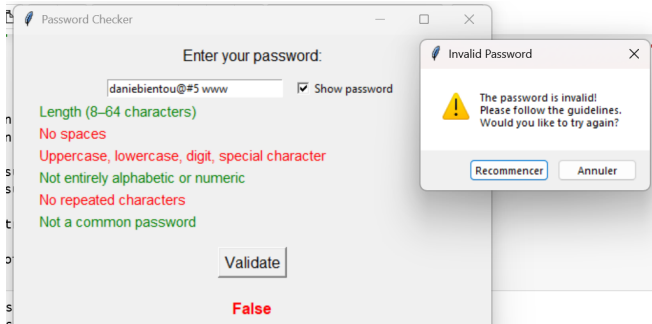 Password Checker
Enter your password:
daniebientou@#5 www
Show password
Length (8–64 characters)
No spaces
Uppercase, lowercase, digit, special character
Not entirely alphabetic or numeric
No repeated characters
Not a common password
Validate
False
Invalid Password
The password is invalid!
Please follow the guidelines.
Would you like to try again?
Recommencer
Annuler